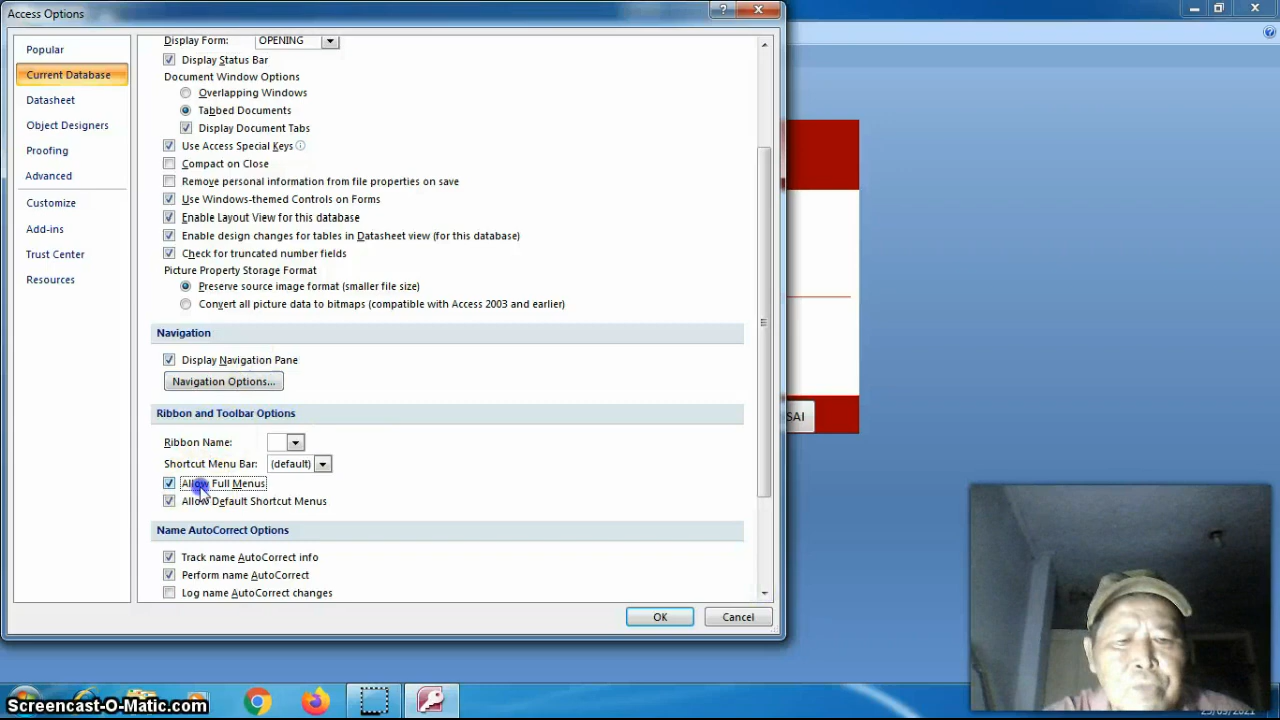 Access Options
Popular
Current Database
Datasheet
Object Designers
Proofing
Advanced
Customize
Add-ins
Trust Center
Resources
Display Form: OPENING
Display Status Bar
Document Window Options
Overlapping Windows
Tabbed Documents
Display Document Tabs
Use Access Special Keys
Compact on Close
Remove personal information from file properties on save
Use Windows-themed Controls on Forms
Enable Layout View for this database
Enable design changes for tables in Datasheet view (for this database)
Check for truncated number fields
Picture Property Storage Format
Preserve source image format (smaller file size)
Convert all picture data to bitmaps (compatible with Access 2003 and earlier)
Navigation
Display Navigation Pane
Navigation Options...
Ribbon and Toolbar Options
Ribbon Name:
Shortcut Menu Bar: (default)
Allow Full Menus
Allow Default Shortcut Menus
Name AutoCorrect Options
Track name AutoCorrect info
Perform name AutoCorrect
Log name AutoCorrect changes
OK Cancel
SAI
Screencast-O-Matic.com